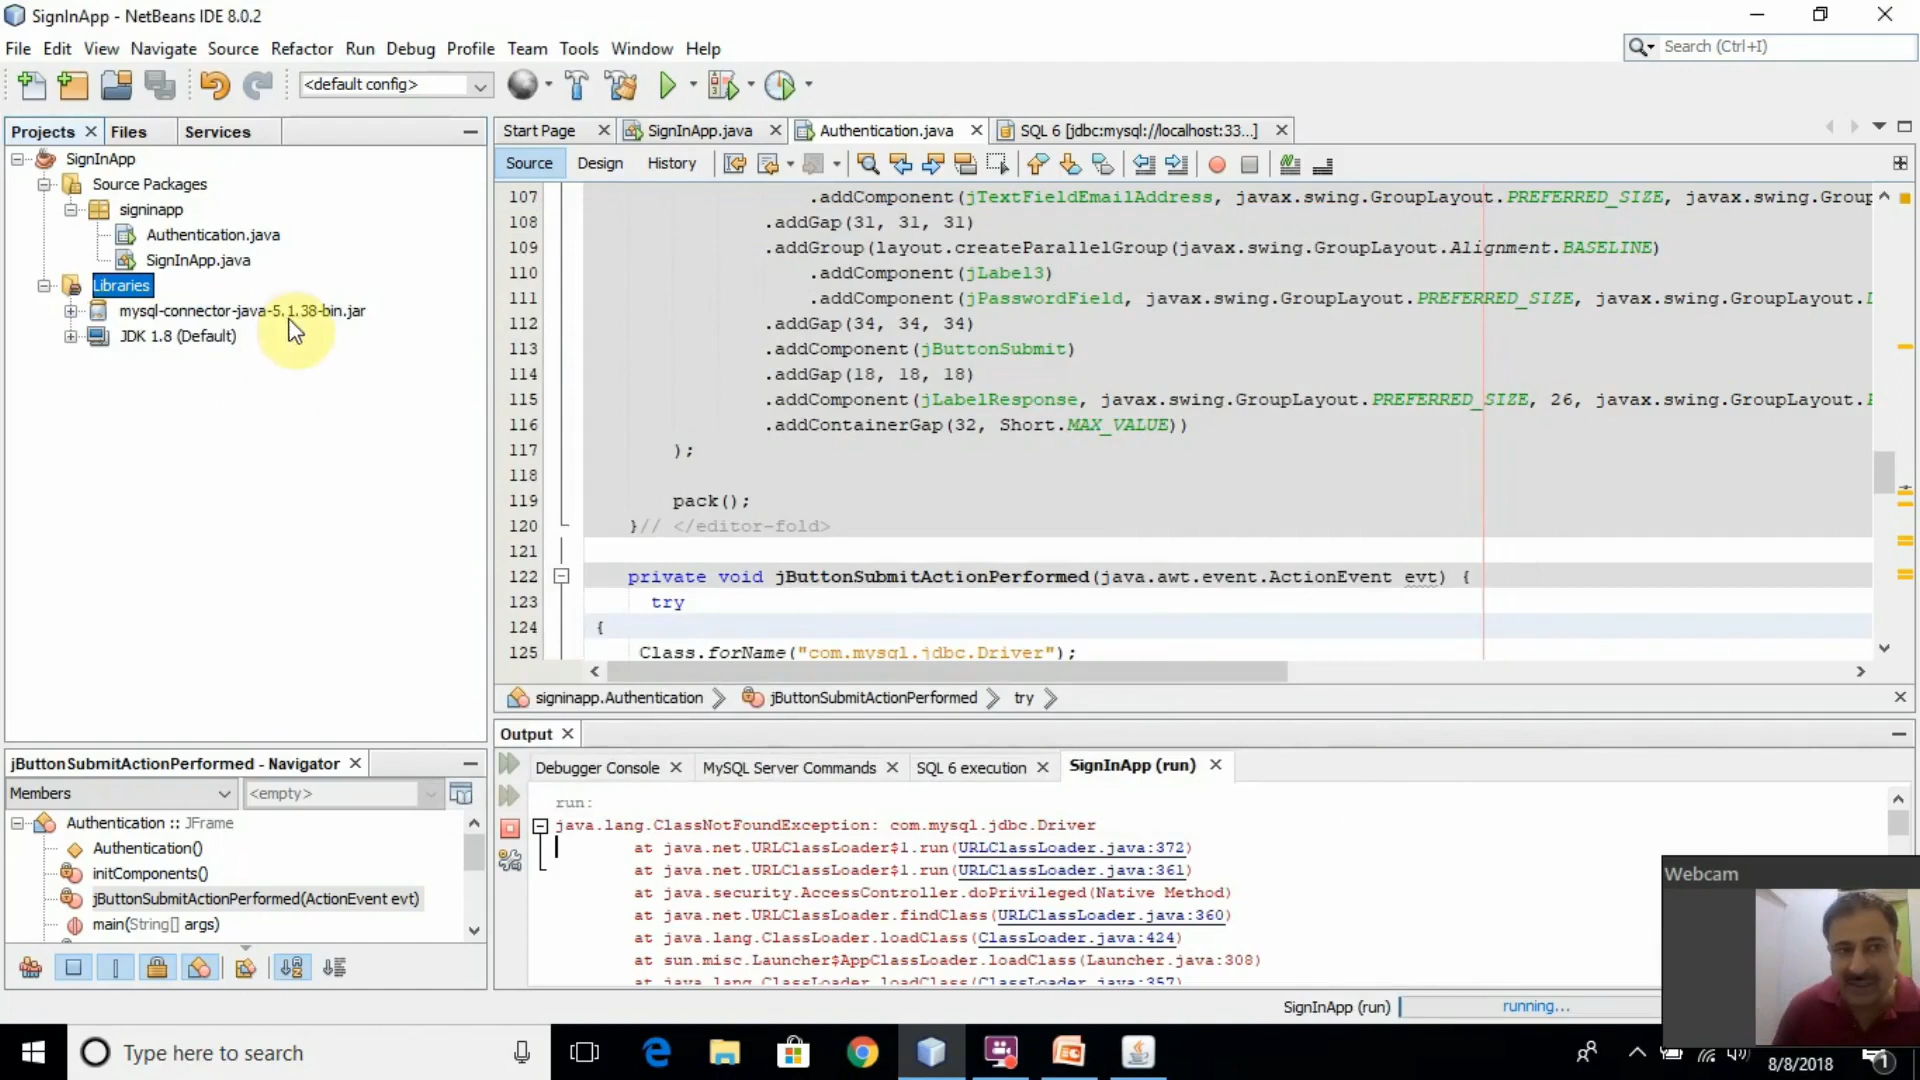 SignInApp - NetBeans IDE 8.0.2
File Edit View Navigate Source Refactor Run Debug Profile Team Tools Window Help
Search (Ctrl+I)
<default config>
Projects Files Services
SignInApp
Source Packages
signinapp
Authentication.java
SignInApp.java
Libraries
mysql-connector-java-5.1.38-bin.jar
JDK 1.8 (Default)
Start Page SignInApp.java Authentication.java SQL 6 [jdbc:mysql://localhost:33...]
Source Design History
107 .addComponent(jTextFieldEmailAddress, javax.swing.GroupLayout.PREFERRED_SIZE, javax.swing.Group
108 .addGap(31, 31, 31)
109 .addGroup(layout.createParallelGroup(javax.swing.GroupLayout.Alignment.BASELINE)
110 .addComponent(jLabel3)
111 .addComponent(jPasswordField, javax.swing.GroupLayout.PREFERRED_SIZE, javax.swing.GroupLayout.
112 .addGap(34, 34, 34)
113 .addComponent(jButtonSubmit)
114 .addGap(18, 18, 18)
115 .addComponent(jLabelResponse, javax.swing.GroupLayout.PREFERRED_SIZE, 26, javax.swing.GroupLayout.
116 .addContainerGap(32, Short.MAX_VALUE))
117 );
118
119 pack();
120 }// </editor-fold>
121
122 private void jButtonSubmitActionPerformed(java.awt.event.ActionEvent evt) {
123 try
124 {
125 Class.forName("com.mysql.jdbc.Driver");
signinapp.Authentication jButtonSubmitActionPerformed try
Output
Debugger Console MySQL Server Commands SQL 6 execution SignInApp (run)
run:
java.lang.ClassNotFoundException: com.mysql.jdbc.Driver
at java.net.URLClassLoader$1.run(URLClassLoader.java:372)
at java.net.URLClassLoader$1.run(URLClassLoader.java:361)
at java.security.AccessController.doPrivileged(Native Method)
at java.net.URLClassLoader.findClass(URLClassLoader.java:360)
at java.lang.ClassLoader.loadClass(ClassLoader.java:424)
at sun.misc.Launcher$AppClassLoader.loadClass(Launcher.java:308)
at java.lang.ClassLoader.loadClass(ClassLoader.java:357)
jButtonSubmitActionPerformed - Navigator
Members <empty>
Authentication :: JFrame
Authentication()
initComponents()
jButtonSubmitActionPerformed(ActionEvent evt)
main(String[] args)
SignInApp (run) running...
Webcam
Type here to search
8/8/2018
1